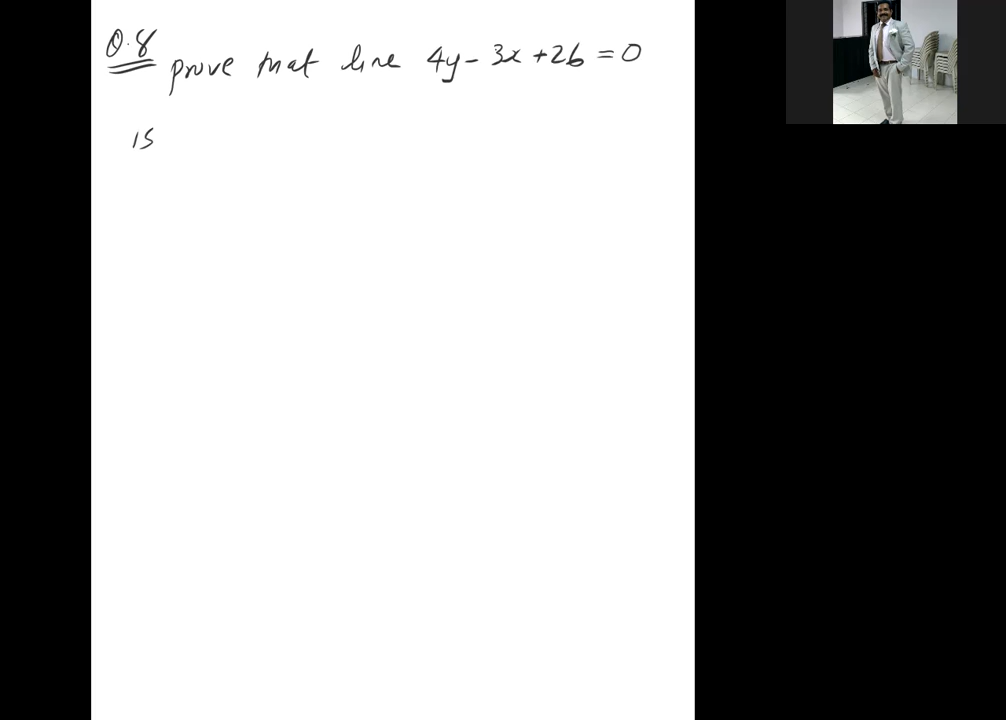 Q.8
prove that line 4y - 3x + 26 = 0
is